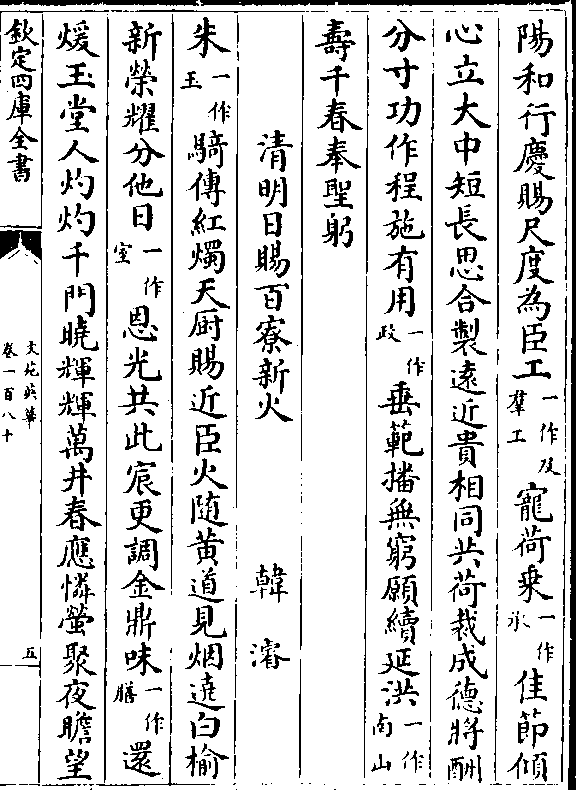 陽和行慶賜尺度為臣工一作及羣工寵荷乗一作氶佳節傾
心立大中短長思合製遠近貴相同共荷裁成德將酬
分寸功作程施有用一作政垂範播無窮願續延洪一作南山
壽千春奉聖躬
清明日賜百寮新火 韓濬
朱一作玉騎傳紅燭天厨賜近臣火隨黄道見烟遶白榆
新榮耀分他日一作室恩光共此宸更調金鼎味一作膳還
煖玉堂人灼灼千門曉輝輝萬井春應憐螢聚夜瞻望
欽定四庫全書
文苑英華
卷一百八十
五